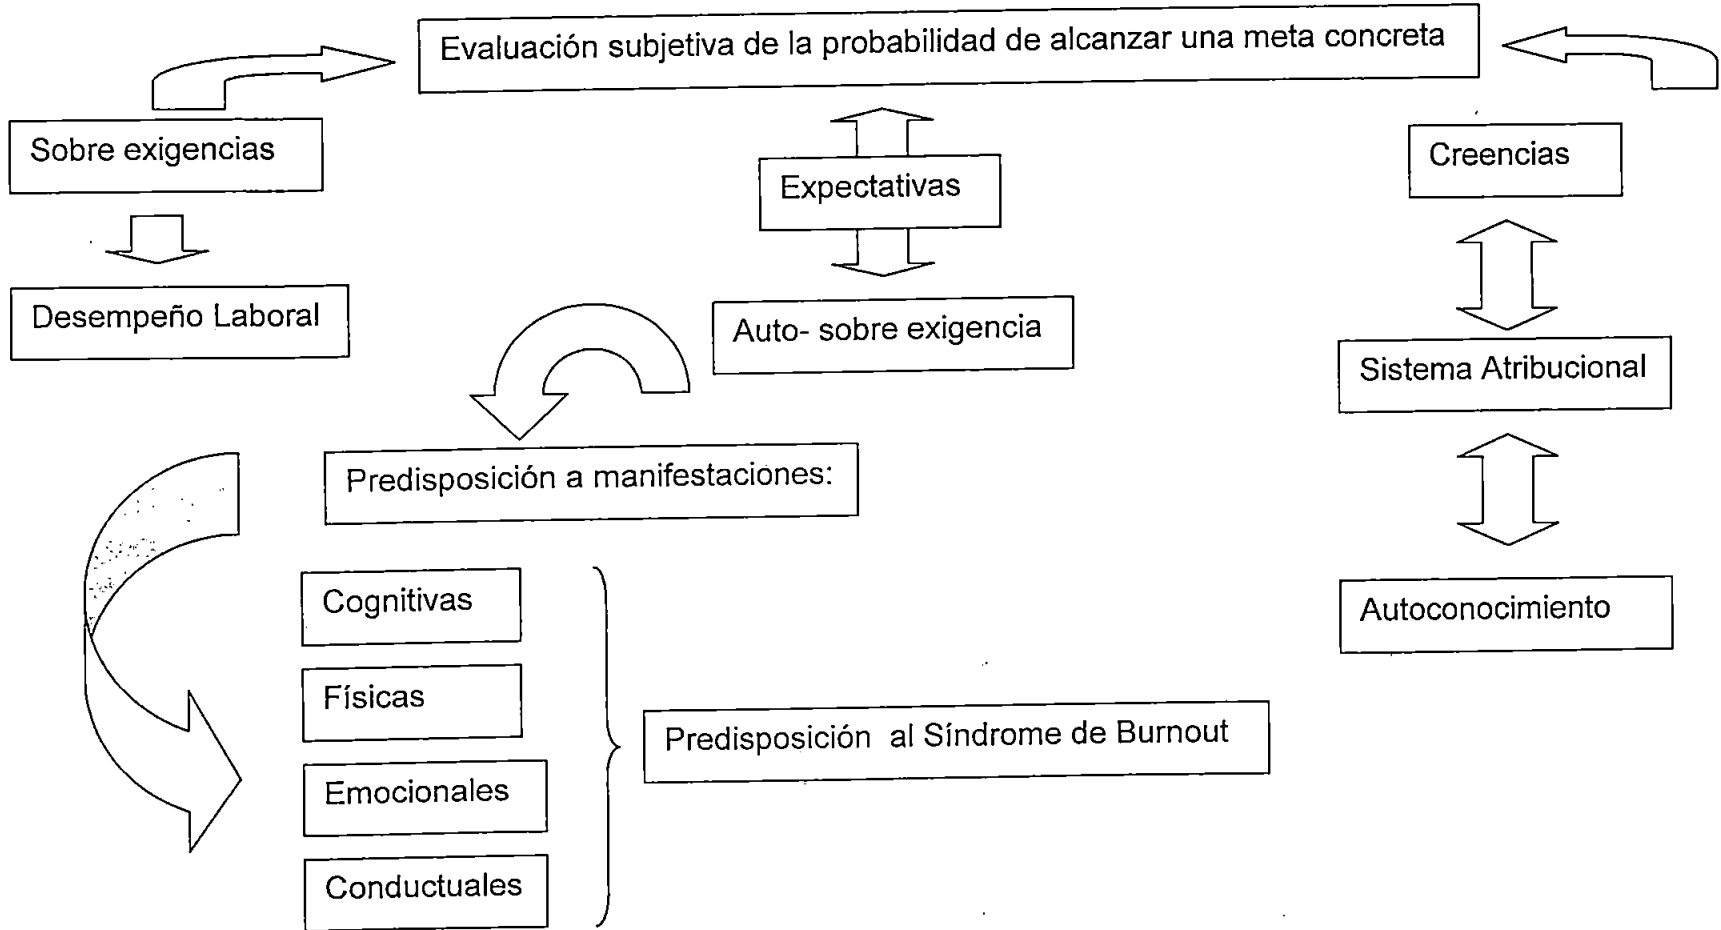 Evaluación subjetiva de la probabilidad de alcanzar una meta concreta
Sobre exigencias
Expectativas
Creencias
Desempeño Laboral
Auto- sobre exigencia
Sistema Atribucional
Predisposición a manifestaciones:
Cognitivas
Autoconocimiento
Físicas
Predisposición al Síndrome de Burnout
Emocionales
Conductuales